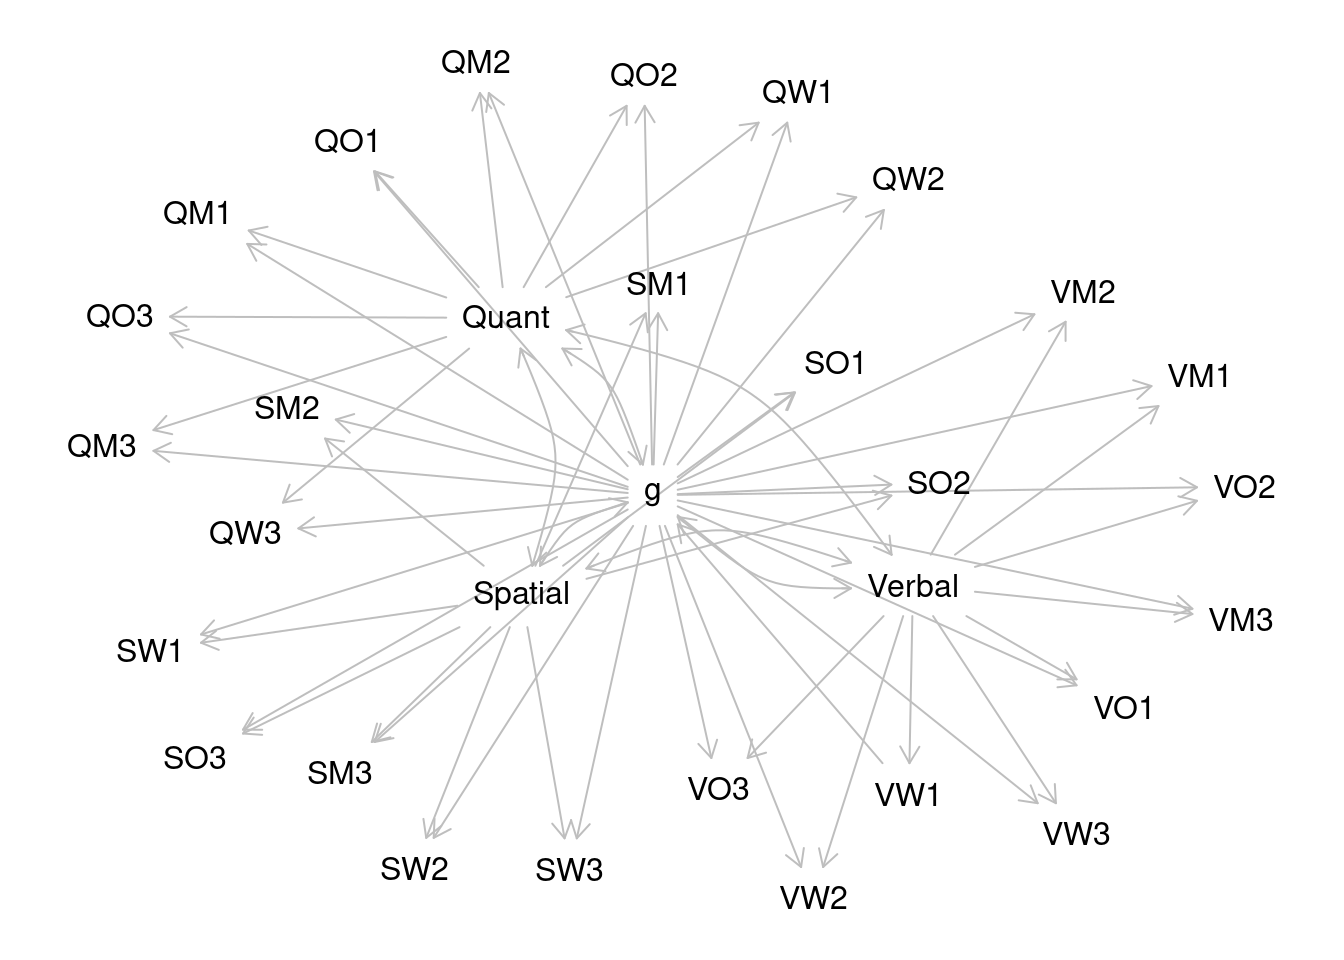 QM2
QO2
QW1
QO1
QW2
QM1
SM1
VM2
QO3
Quant
SO1
VM1
SM2
QM3
g
SO2
VO2
QW3
Spatial
Verbal
VM3
SW1
VO1
SO3
SM3
VO3
VW1
VW3
SW2
SW3
VW2